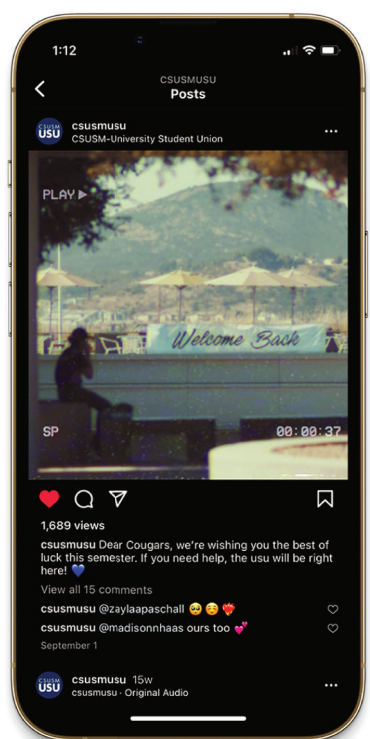 1:12
CSUSMUSU
Posts
CSUSM
USU
csusmusu
CSUSM-University Student Union
PLAY
Welcome Back
SP
00:00:37
1,689 views
csusmusu Dear Cougars, we're wishing you the best of
luck this semester. If you need help, the usu will be right
here! 💙
View all 15 comments
csusmusu @zaylaapaschall 🥺☺️❤️‍🔥
csusmusu @madisonnhaas ours too 💕
September 1
CSUSM
USU
csusmusu 15w
csusmusu · Original Audio